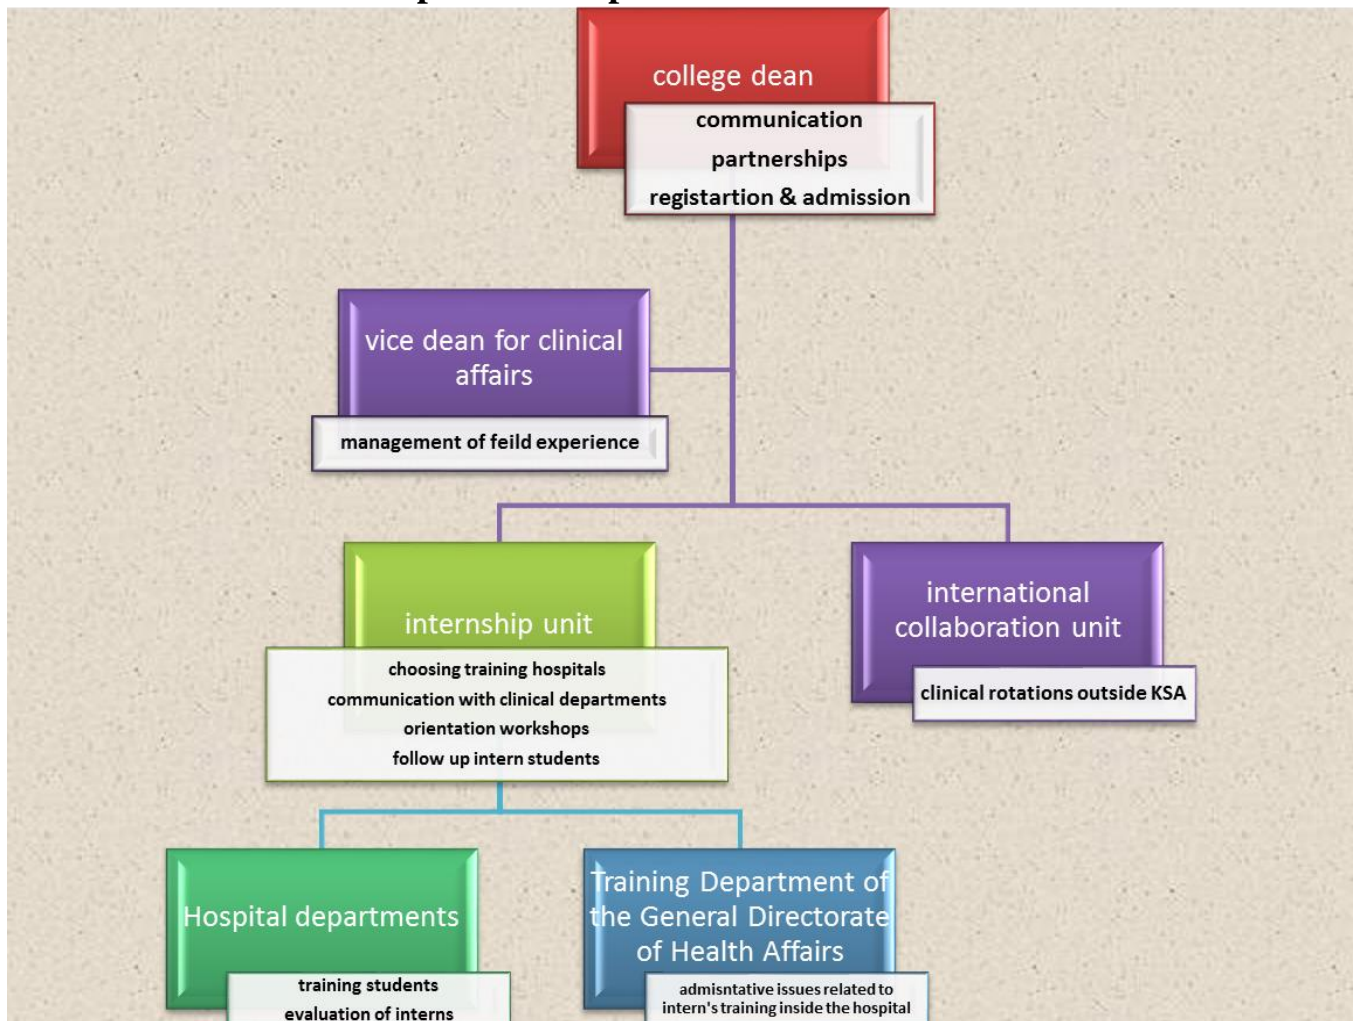 college dean
communication
partnerships
registartion & admission
vice dean for clinical
affairs
management of feild experience
internship unit
choosing training hospitals
communication with clinical departments
orientation workshops
follow up intern students
international
collaboration unit
clinical rotations outside KSA
Hospital departments
training students
evaluation of interns
Training Department of
the General Directorate
of Health Affairs
admisntative issues related to
intern's training inside the hospital